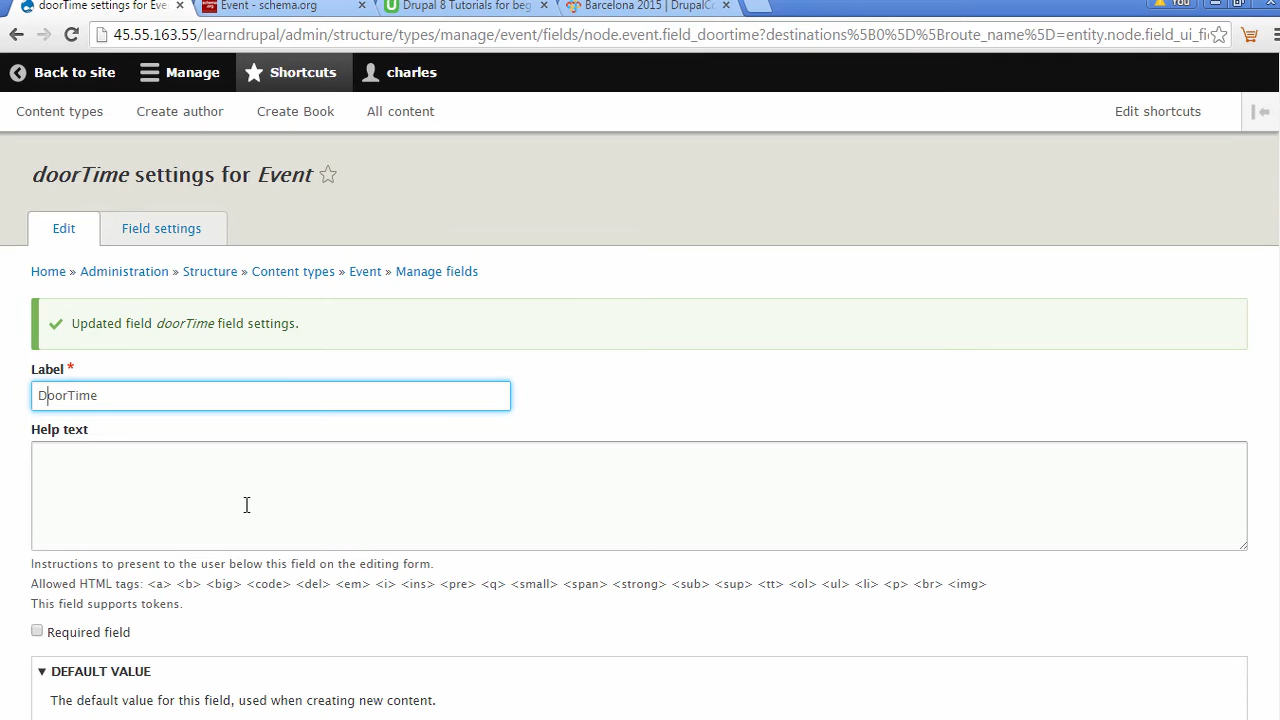 doorTime settings for Eve
Event - schema.org
Drupal 8 Tutorials for beg
Barcelona 2015 | DrupalCo
You
45.55.163.55/learndrupal/admin/structure/types/manage/event/fields/node.event.field_doortime?destinations%5B0%5D%5Broute_name%5D=entity.node.field_ui_fi
Back to site
Manage
Shortcuts
charles
Content types
Create author
Create Book
All content
Edit shortcuts
doorTime settings for Event
Edit
Field settings
Home » Administration » Structure » Content types » Event » Manage fields
Updated field doorTime field settings.
Label *
DoorTime
Help text
Instructions to present to the user below this field on the editing form.
Allowed HTML tags: <a> <b> <big> <code> <del> <em> <i> <ins> <pre> <q> <small> <span> <strong> <sub> <sup> <tt> <ol> <ul> <li> <p> <br> <img>
This field supports tokens.
Required field
DEFAULT VALUE
The default value for this field, used when creating new content.